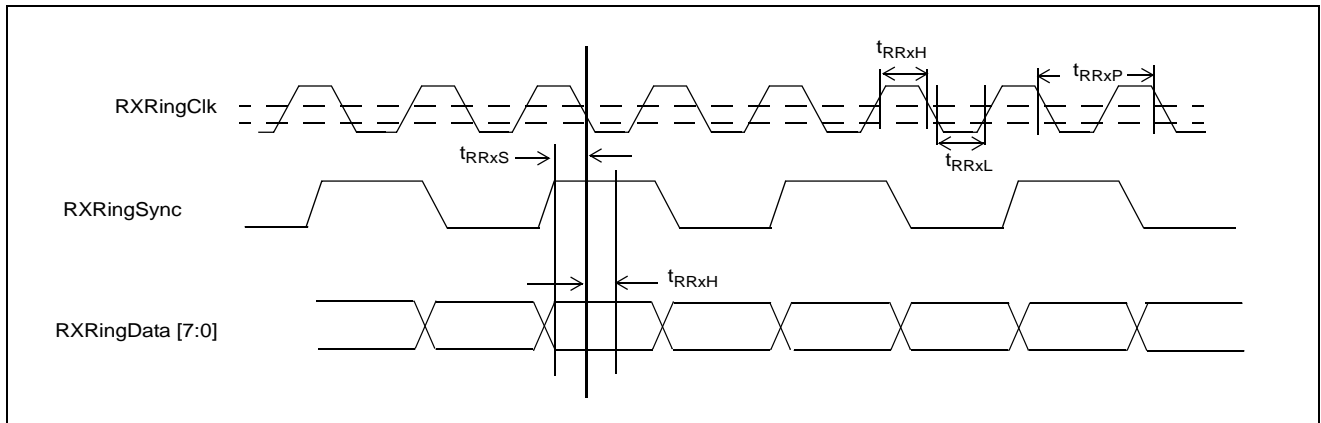 tRRxH
tRRxP
RXRingClk
tRRxS
tRRxL
RXRingSync
tRRxH
RXRingData [7:0]